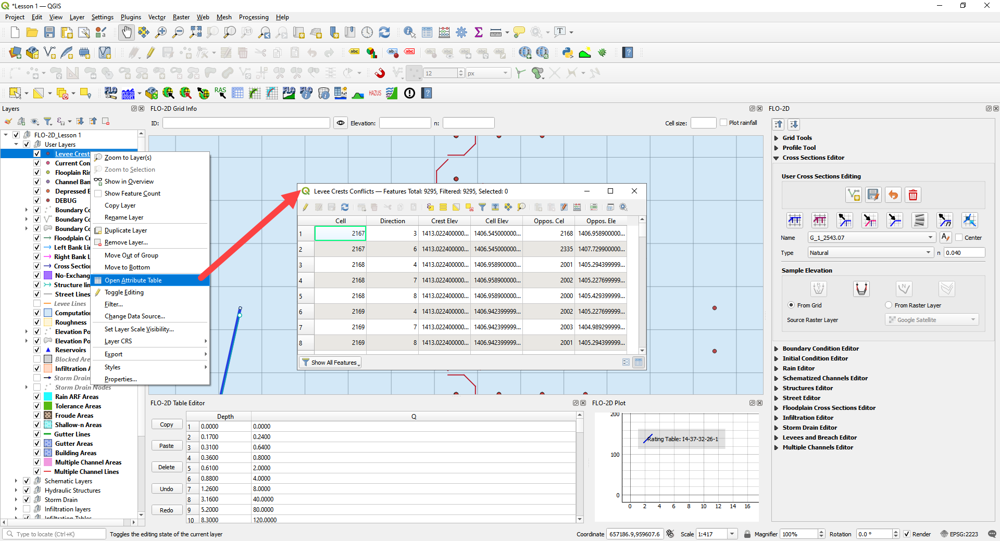 *Lesson 1 — QGIS
Project Edit View Layer Settings Plugins Vector Raster Web Mesh Processing Help
12 px
FLO-2D MODEL RAS FLO HAZUS
Layers
FLO-2D_Lesson 1
User Layers
Levee Crest
Current Con
Flooplain Rin
Channel Ban
Depressed E
DEBUG
Boundary Co
Boundary Co
Boundary Co
Floodplain Cr
Left Bank L
Right Bank L
Cross Section
No-Exchang
Structure lin
Street Lines
Levee Lines
Computation
Roughness
Elevation Po
Elevation Po
Reservoirs
Blocked Are
Infiltration A
Storm Drain
Storm Drain Nodes
Rain ARF Areas
Tolerance Areas
Froude Areas
Shallow-n Areas
Gutter Lines
Gutter Areas
Building Areas
Multiple Channel Areas
Multiple Channel Lines
Schematic Layers
Hydraulic Structures
Storm Drain
Infiltration layers
Infiltration Tables
Zoom to Layer(s)
Zoom to Selection
Show in Overview
Show Feature Count
Copy Layer
Rename Layer
Duplicate Layer
Remove Layer...
Move Out of Group
Move to Bottom
Open Attribute Table
Toggle Editing
Filter...
Change Data Source...
Set Layer Scale Visibility...
Layer CRS
Export
Styles
Properties...
FLO-2D Grid Info
ID: Elevation: n: Cell size: Plot rainfall
Levee Crests Conflicts — Features Total: 9295, Filtered: 9295, Selected: 0
Cell Direction Crest Elev Cell Elev Oppos. Cel Oppos. Ele
1 2167 3 1413.022400000... 1406.545000000... 2168 1406.958900000...
2 2167 6 1413.022400000... 1406.545000000... 2335 1407.729900000...
3 2168 4 1413.022400000... 1406.958900000... 2001 1405.294399999...
4 2168 7 1413.022400000... 1406.958900000... 2002 1405.227699999...
5 2168 8 1413.022400000... 1406.958900000... 2000 1405.429399999...
6 2169 4 1413.022400000... 1406.942399999... 2002 1405.227699999...
7 2169 7 1413.022400000... 1406.942399999... 2003 1404.989299999...
8 2169 8 1413.022400000... 1406.942399999... 2001 1405.294399999...
Show All Features
FLO-2D Table Editor
Copy
Paste
Delete
Undo
Redo
Depth Q
1 0.0000 0.0000
2 0.1700 0.2400
3 0.3100 0.6400
4 0.3600 0.8000
5 0.6100 2.0000
6 0.8800 4.0000
7 1.2600 8.0000
8 3.1600 40.0000
9 5.2000 80.0000
10 8.3000 120.0000
FLO-2D Plot
200
Rating Table: I4-37-32-26-1
100
0
0 2 4 6 8 10 12 14 16
FLO-2D
Grid Tools
Profile Tool
Cross Sections Editor
User Cross Sections Editing
Name G_1_2543.07 Center
Type Natural n 0.040
Sample Elevation
From Grid From Raster Layer
Source Raster Layer Google Satellite
Boundary Condition Editor
Initial Condition Editor
Rain Editor
Schematized Channels Editor
Structures Editor
Street Editor
Floodplain Cross Sections Editor
Infiltration Editor
Storm Drain Editor
Levees and Breach Editor
Multiple Channels Editor
Type to locate (Ctrl+K) Toggles the editing state of the current layer Coordinate 657186.9,959607.6 Scale 1:417 Magnifier 100% Rotation 0.0 ° Render EPSG:2223